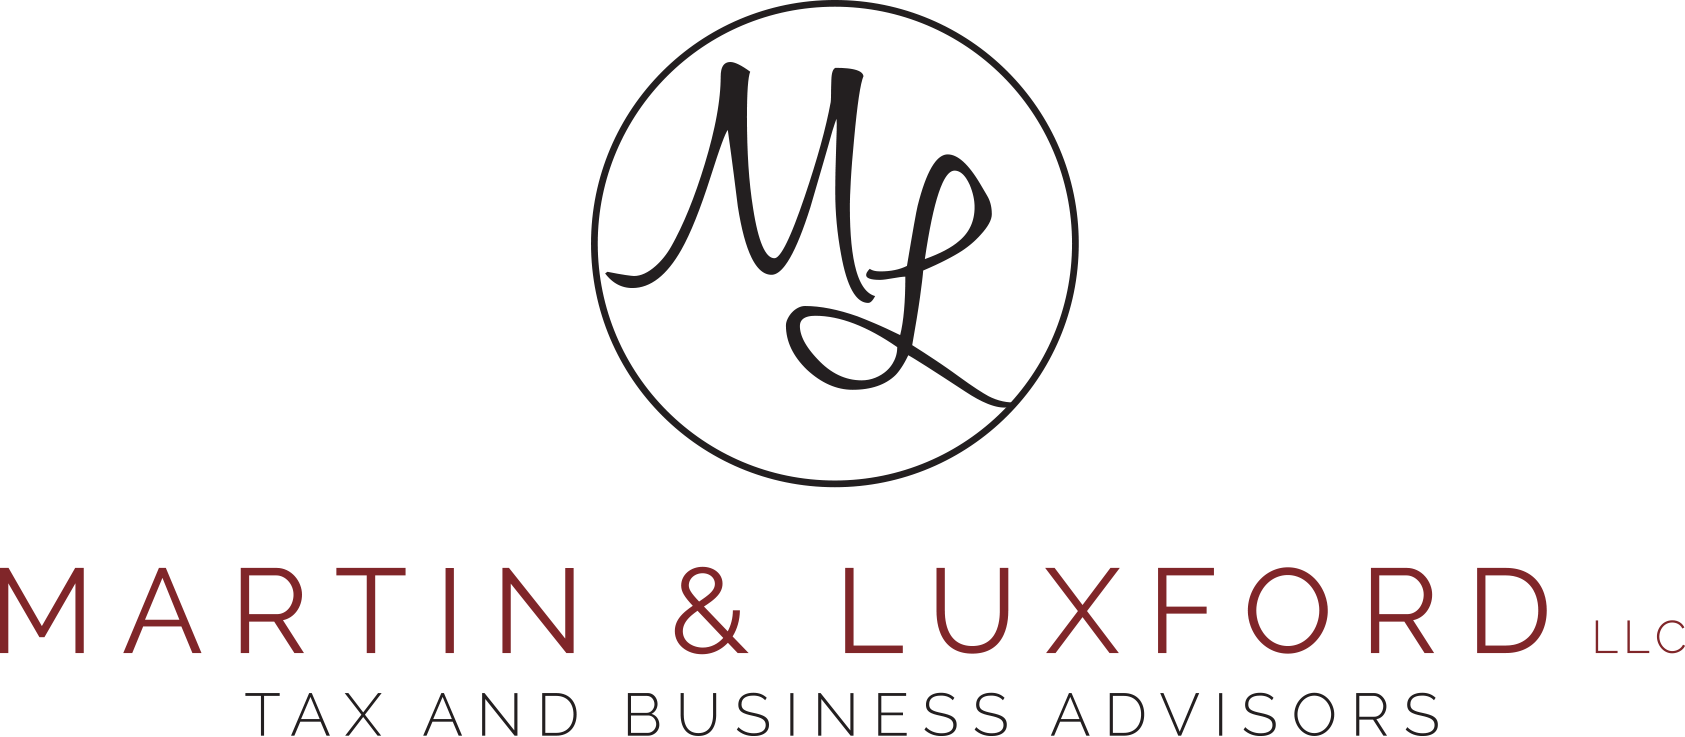 ML
MARTIN & LUXFORD LLC
TAX AND BUSINESS ADVISORS